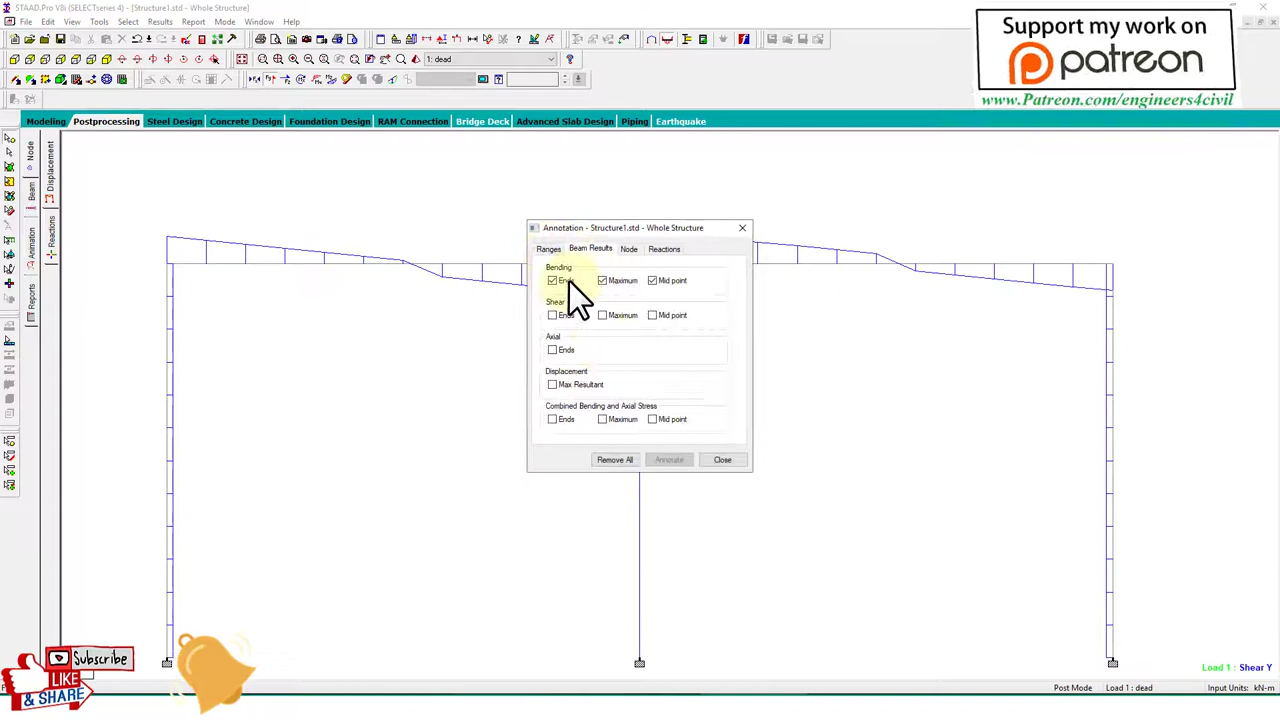 STAAD.Pro V8i (SELECTseries 4) - [Structure1.std - Whole Structure]
File Edit View Tools Select Results Report Mode Window Help
1: dead
Support my work on
patreon
www.Patreon.com/engineers4civil
Modeling Postprocessing Steel Design Concrete Design Foundation Design RAM Connection Bridge Deck Advanced Slab Design Piping Earthquake
Node
Beam
Animation
Reports
Displacement
Reactions
Annotation - Structure1.std - Whole Structure
Ranges Beam Results Node Reactions
Bending
Ends Maximum Mid point
Shear
Ends Maximum Mid point
Axial
Ends
Displacement
Max Resultant
Combined Bending and Axial Stress
Ends Maximum Mid point
Remove All Annotate Close
Subscribe
LIKE
& SHARE
Load 1 : Shear Y
Post Mode Load 1 : dead Input Units: kN-m